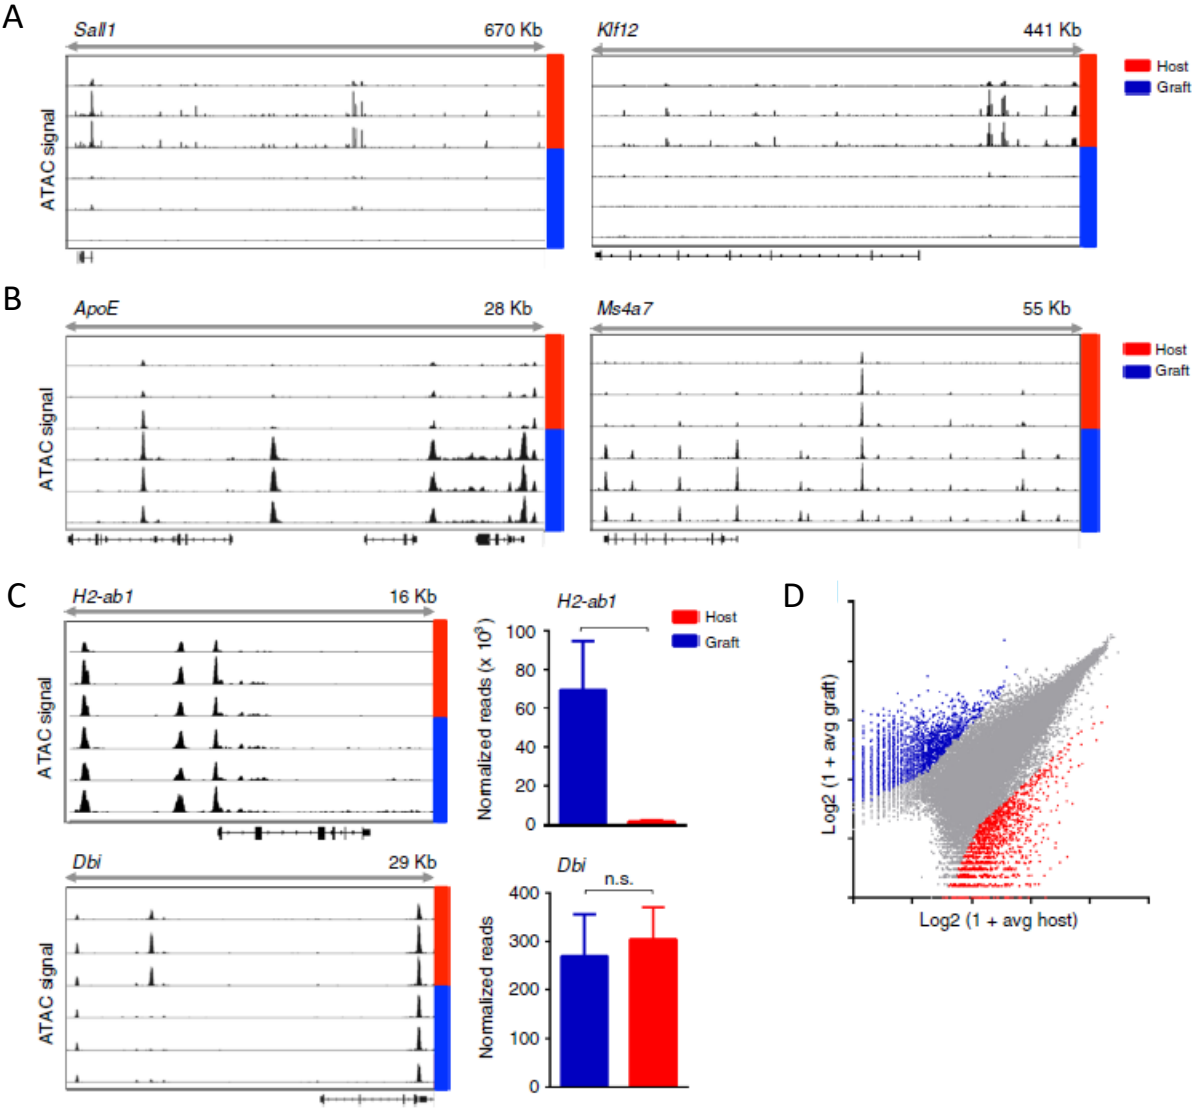 A
Sall1
670 Kb
Klf12
441 Kb
Host
Graft
ATAC signal
B
ApoE
28 Kb
Ms4a7
55 Kb
Host
Graft
ATAC signal
C
H2-ab1
16 Kb
ATAC signal
H2-ab1
Host
Graft
Normalized reads (x 10³)
100
80
60
40
20
0
D
Log2 (1 + avg graft)
Log2 (1 + avg host)
Dbi
29 Kb
ATAC signal
Dbi
n.s.
Normalized reads
400
300
200
100
0